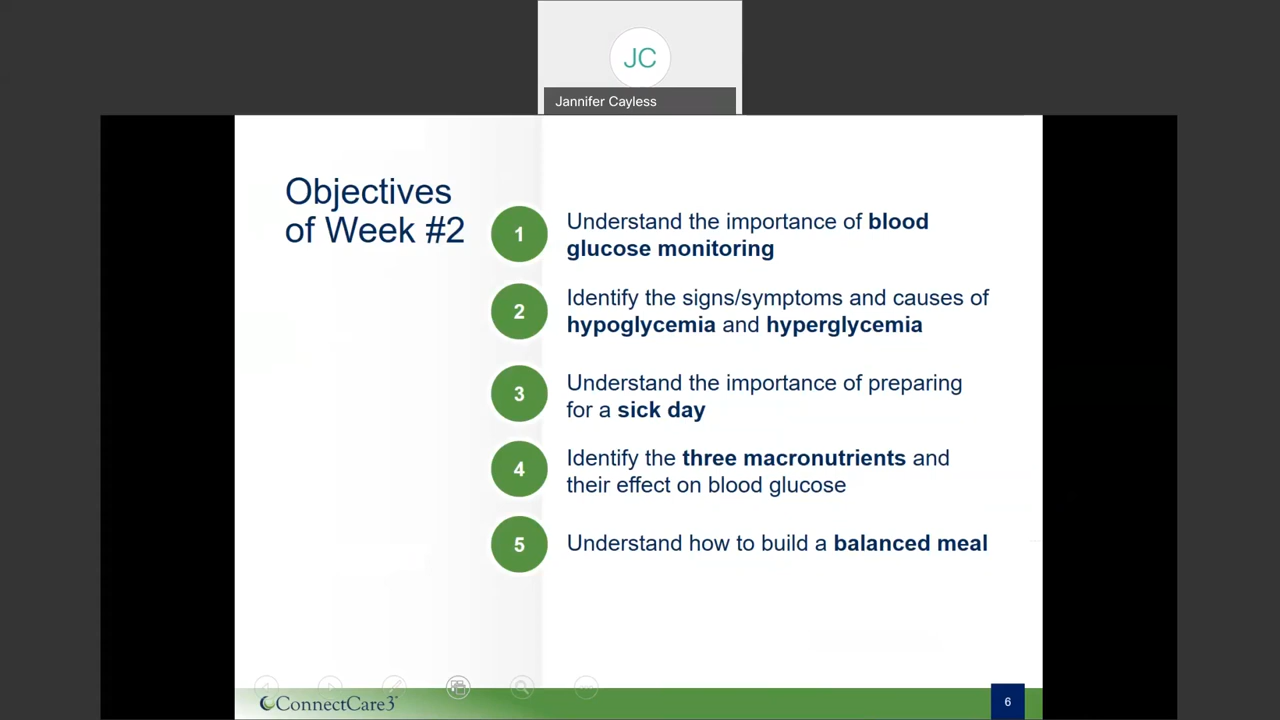 JC
Jannifer Cayless
Objectives
of Week #2
1
Understand the importance of blood
glucose monitoring
2
Identify the signs/symptoms and causes of
hypoglycemia and hyperglycemia
3
Understand the importance of preparing
for a sick day
4
Identify the three macronutrients and
their effect on blood glucose
5
Understand how to build a balanced meal
ConnectCare3
6